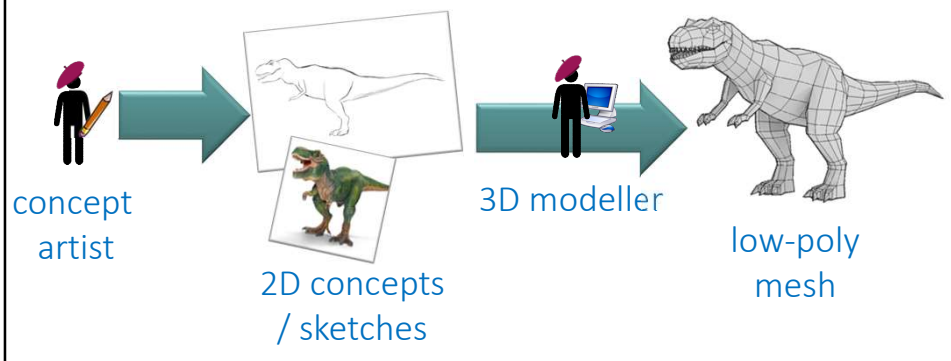 concept
artist
2D concepts
/ sketches
3D modeller
low-poly
mesh